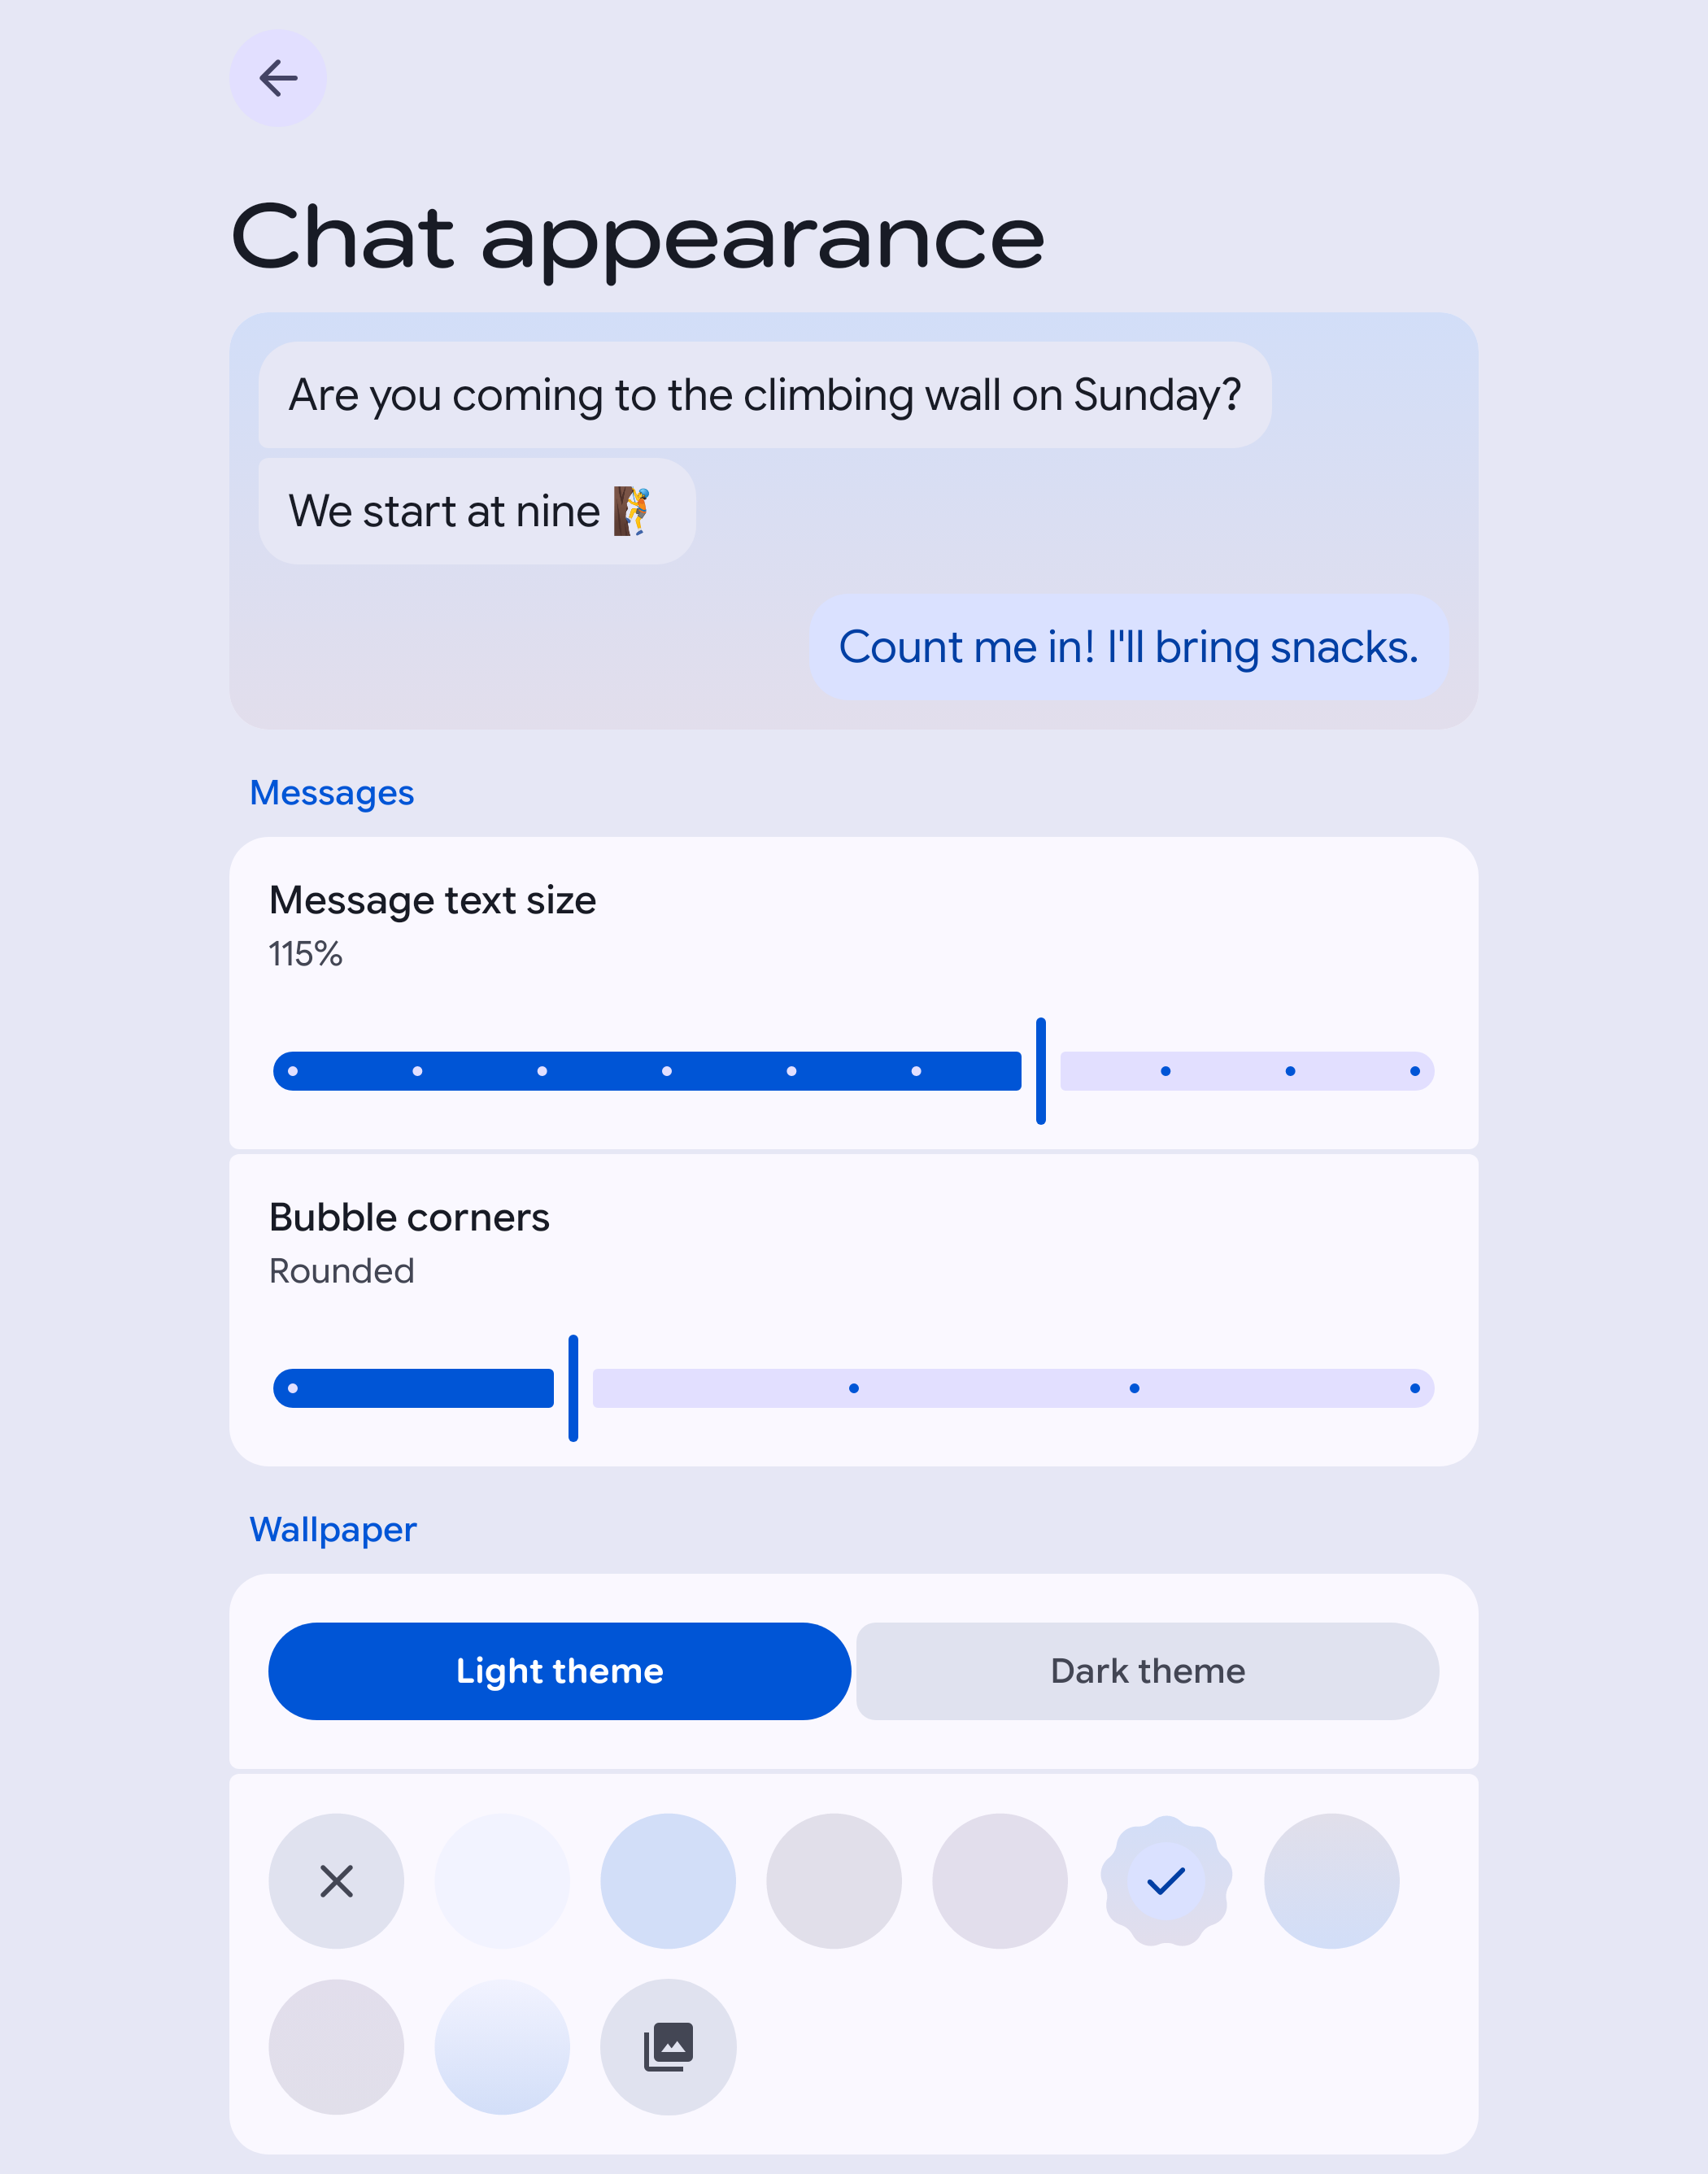 Chat appearance
Are you coming to the climbing wall on Sunday?
We start at nine 🧗
Count me in! I'll bring snacks.
Messages
Message text size
115%
Bubble corners
Rounded
Wallpaper
Light theme
Dark theme